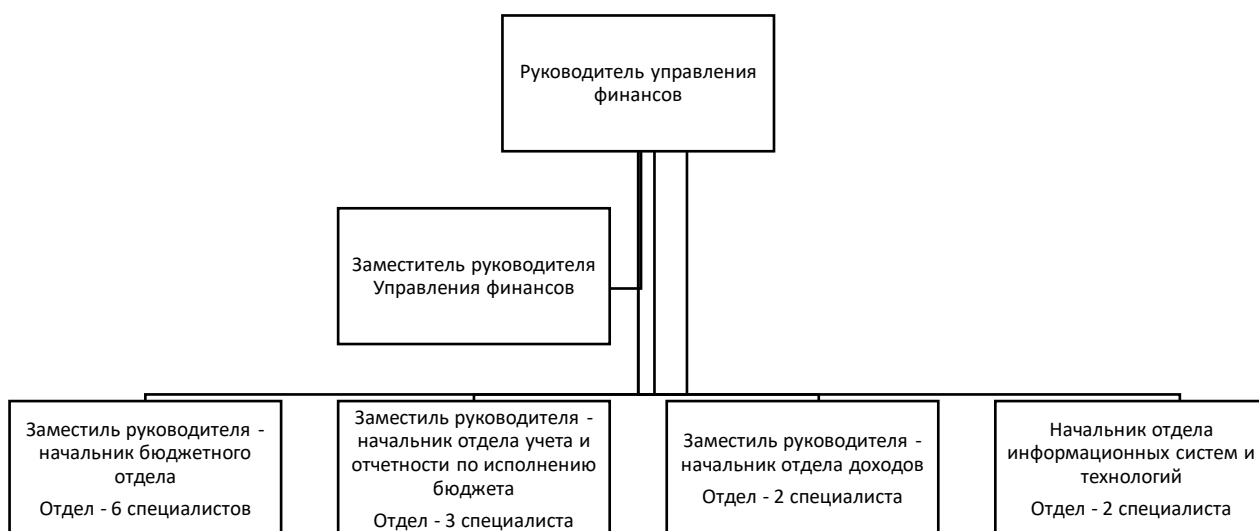 Руководитель управления
финансов
Заместитель руководителя
Управления финансов
Заместиль руководителя -
начальник бюджетного
отдела
Отдел - 6 специалистов
Заместиль руководителя -
начальник отдела учета и
отчетности по исполнению
бюджета
Отдел - 3 специалиста
Заместиль руководителя -
начальник отдела доходов
Отдел - 2 специалиста
Начальник отдела
информационных систем и
технологий
Отдел - 2 специалиста